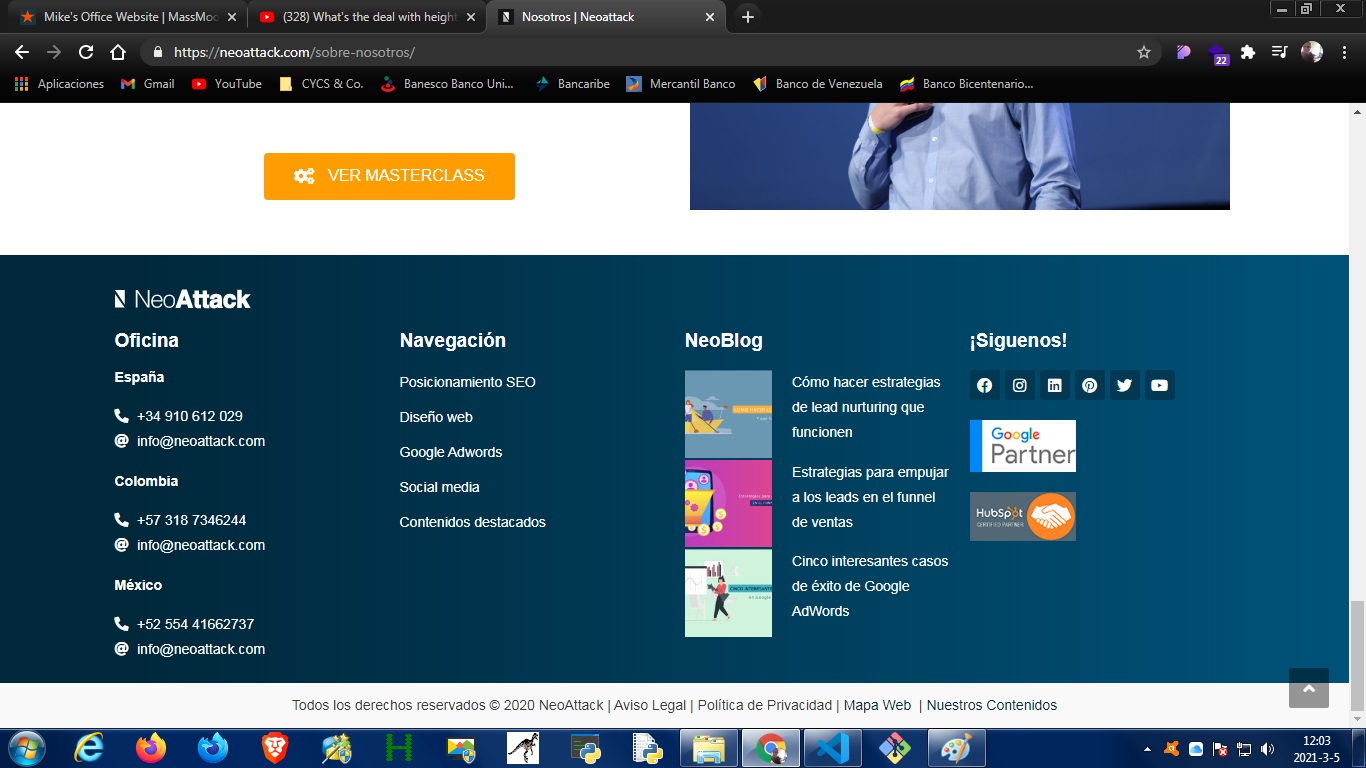 Mike's Office Website | MassMoo
(328) What's the deal with height
Nosotros | Neoattack
https://neoattack.com/sobre-nosotros/
22
Aplicaciones
Gmail
YouTube
CYCS & Co.
Banesco Banco Uni...
Bancaribe
Mercantil Banco
Banco de Venezuela
Banco Bicentenario...
VER MASTERCLASS
NeoAttack
Oficina
España
+34 910 612 029
info@neoattack.com
Colombia
+57 318 7346244
info@neoattack.com
México
+52 554 41662737
info@neoattack.com
Navegación
Posicionamiento SEO
Diseño web
Google Adwords
Social media
Contenidos destacados
NeoBlog
Cómo hacer estrategias
de lead nurturing que
funcionen
Estrategias para empujar
a los leads en el funnel
de ventas
CINCO INTERESANTE
Cinco interesantes casos
de éxito de Google
AdWords
¡Siguenos!
Google
Partner
HubSpot
CERTIFIED PARTNER
Todos los derechos reservados © 2020 NeoAttack | Aviso Legal | Política de Privacidad | Mapa Web | Nuestros Contenidos
12:03
2021-3-5